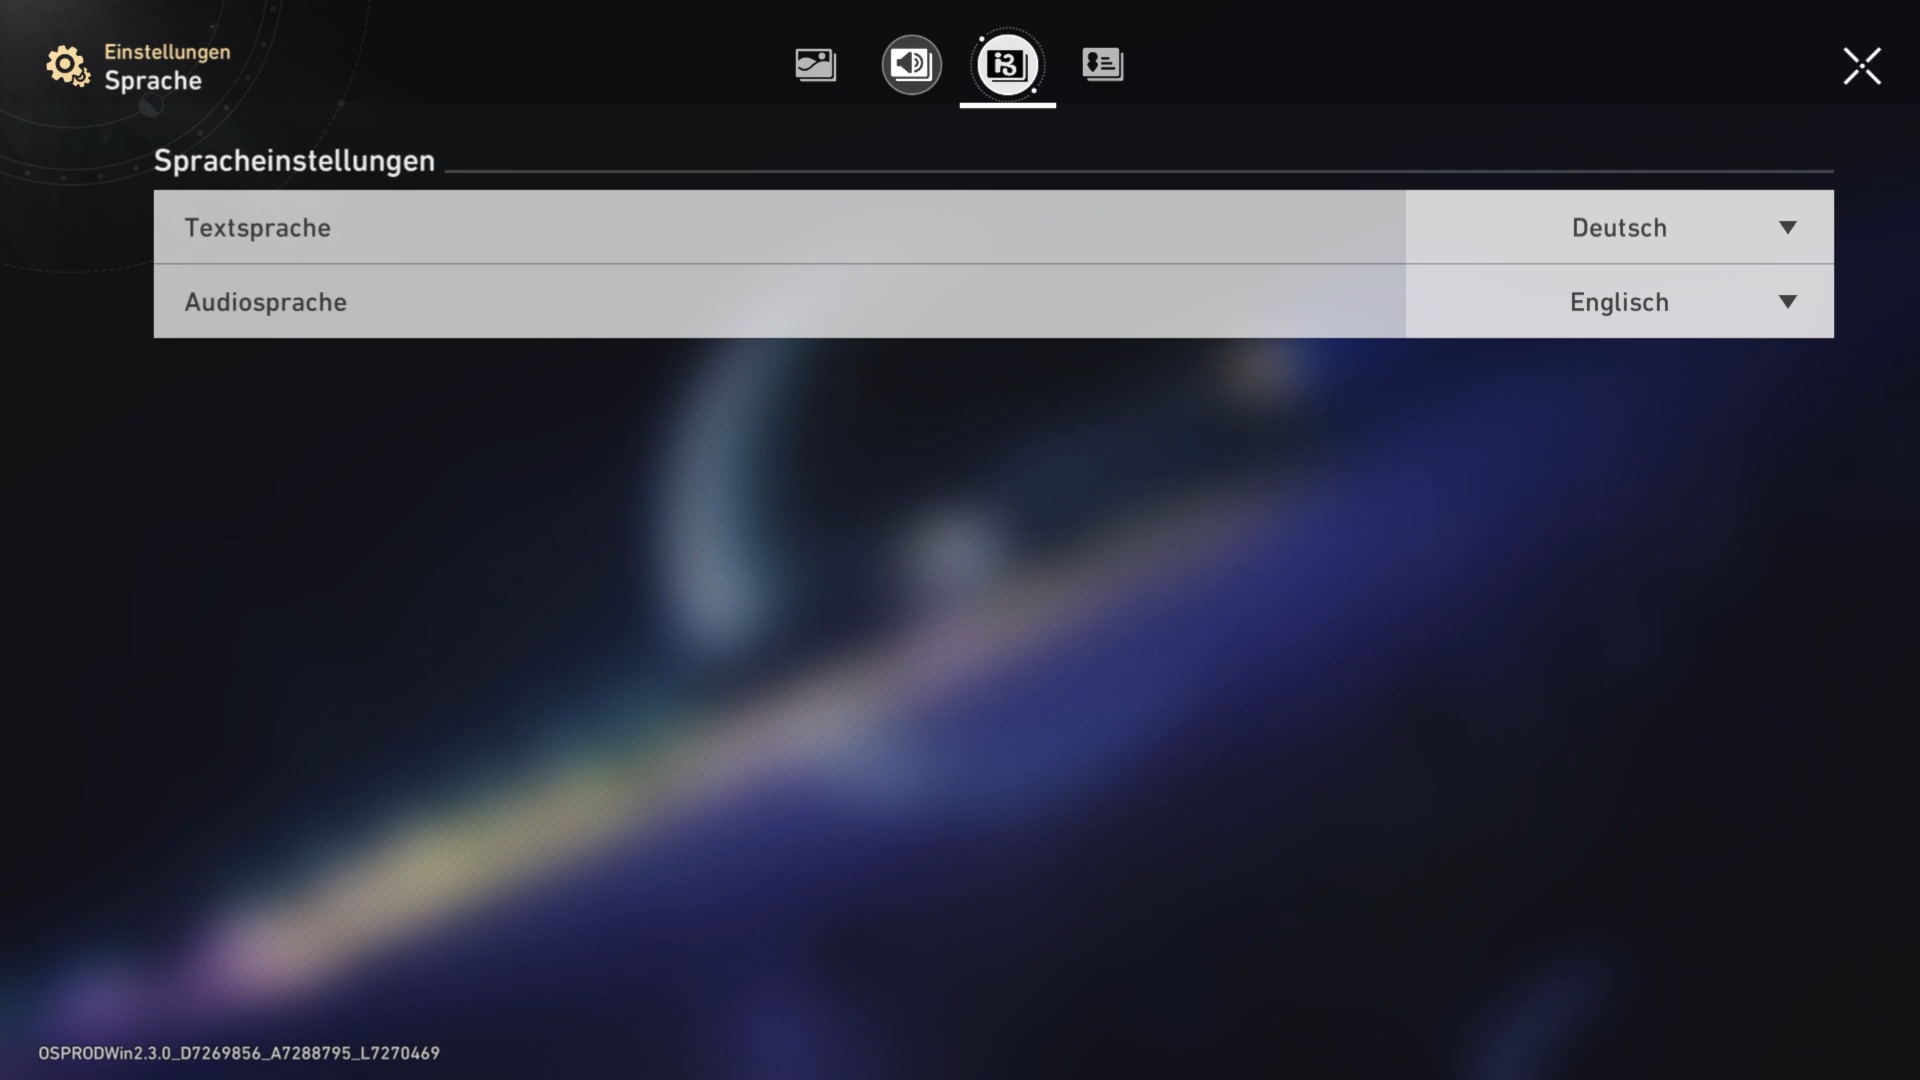 Einstellungen
Sprache
Spracheinstellungen
Textsprache
Deutsch
Audiosprache
Englisch
OSPRODWin2.3.0_D7269856_A7288795_L7270469